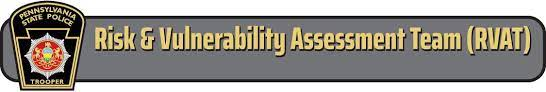 PENNSYLVANIA
STATE POLICE
TROOPER
Risk & Vulnerability Assessment Team (RVAT)